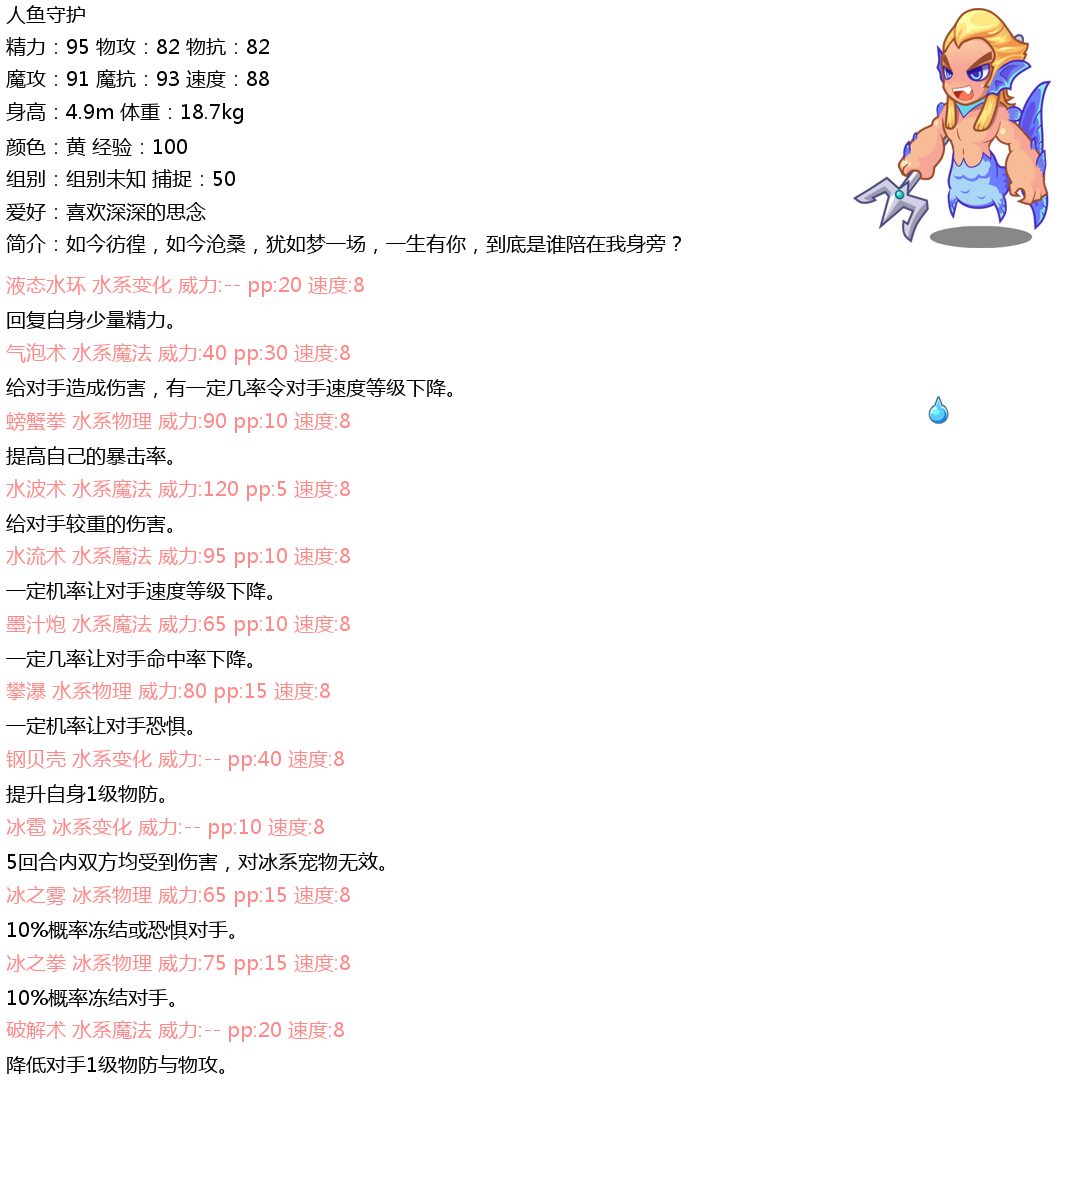 人鱼守护
精力：95 物攻：82 物抗：82
魔攻：91 魔抗：93 速度：88
身高：4.9m 体重：18.7kg
颜色：黄 经验：100
组别：组别未知 捕捉：50
爱好：喜欢深深的思念
简介：如今彷徨，如今沧桑，犹如梦一场，一生有你，到底是谁陪在我身旁？
液态水环 水系变化 威力:-- pp:20 速度:8
回复自身少量精力。
气泡术 水系魔法 威力:40 pp:30 速度:8
给对手造成伤害，有一定几率令对手速度等级下降。
螃蟹拳 水系物理 威力:90 pp:10 速度:8
提高自己的暴击率。
水波术 水系魔法 威力:120 pp:5 速度:8
给对手较重的伤害。
水流术 水系魔法 威力:95 pp:10 速度:8
一定机率让对手速度等级下降。
墨汁炮 水系魔法 威力:65 pp:10 速度:8
一定几率让对手命中率下降。
攀瀑 水系物理 威力:80 pp:15 速度:8
一定机率让对手恐惧。
钢贝壳 水系变化 威力:-- pp:40 速度:8
提升自身1级物防。
冰雹 冰系变化 威力:-- pp:10 速度:8
5回合内双方均受到伤害，对冰系宠物无效。
冰之雾 冰系物理 威力:65 pp:15 速度:8
10%概率冻结或恐惧对手。
冰之拳 冰系物理 威力:75 pp:15 速度:8
10%概率冻结对手。
破解术 水系魔法 威力:-- pp:20 速度:8
降低对手1级物防与物攻。